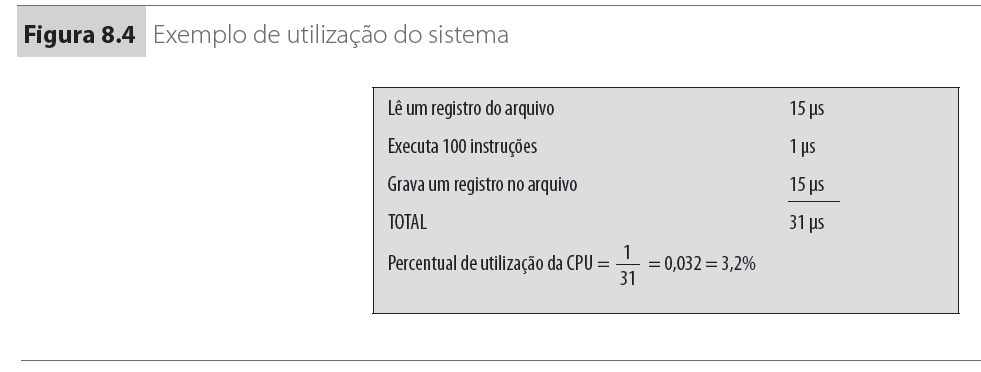 Figura 8.4 Exemplo de utilização do sistema
Lê um registro do arquivo 15 µs
Executa 100 instruções 1 µs
Grava um registro no arquivo 15 µs
TOTAL 31 µs
Percentual de utilização da CPU = 1/31 = 0,032 = 3,2%